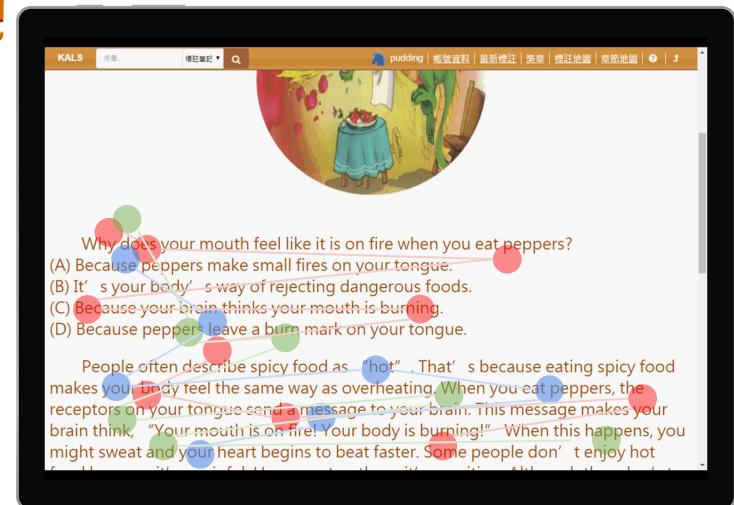 KALS 搜尋... 標註筆記 ▼ pudding | 帳號資料 | 最新標註 | 獎章 | 標註地圖 | 章節地圖 |
Why does your mouth feel like it is on fire when you eat peppers?
(A) Because peppers make small fires on your tongue.
(B) It’s your body’s way of rejecting dangerous foods.
(C) Because your brain thinks your mouth is burning.
(D) Because peppers leave a burn mark on your tongue.
People often describe spicy food as “hot”. That’s because eating spicy food
makes your body feel the same way as overheating. When you eat peppers, the
receptors on your tongue send a message to your brain. This message makes your
brain think, “Your mouth is on fire! Your body is burning!” When this happens, you
might sweat and your heart begins to beat faster. Some people don’t enjoy hot